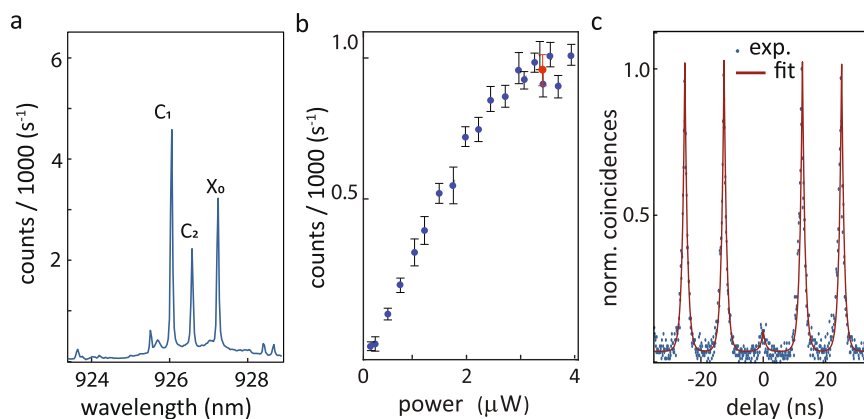 a
counts / 1000 (s⁻¹)
6
4
2
C₁
C₂
X₀
924
926
928
wavelength (nm)
b
counts / 1000 (s⁻¹)
1.0
0.5
0
2
4
power (μW)
c
norm. coincidences
1.0
0.5
exp.
fit
-20
0
20
delay (ns)